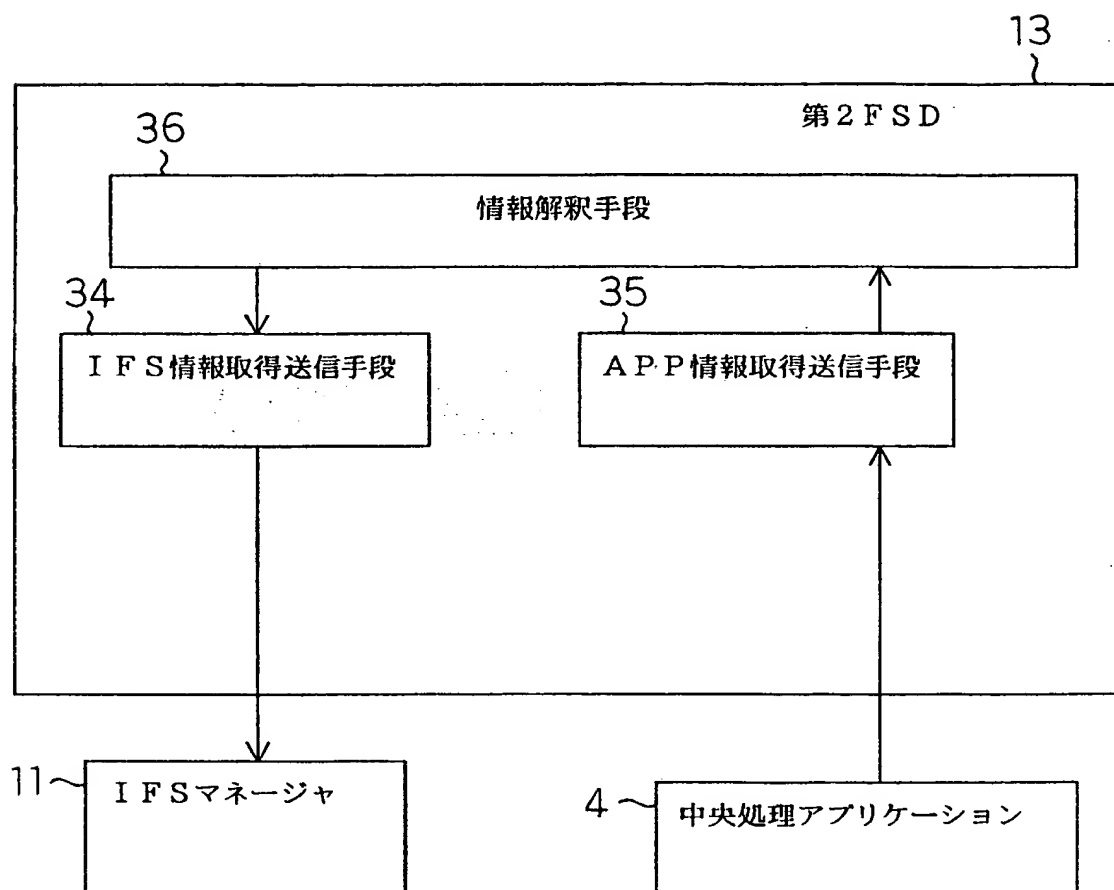 13
第２ＦＳＤ
36
情報解釈手段
34
35
ＩＦＳ情報取得送信手段
ＡＰＰ情報取得送信手段
11
ＩＦＳマネージャ
4
中央処理アプリケーション